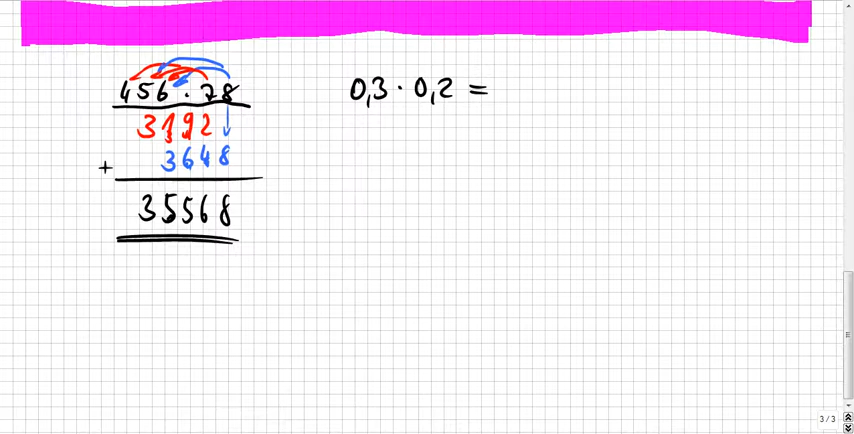 456 · 78
3192
3648
+
35568
0,3 · 0,2 =
3 / 3